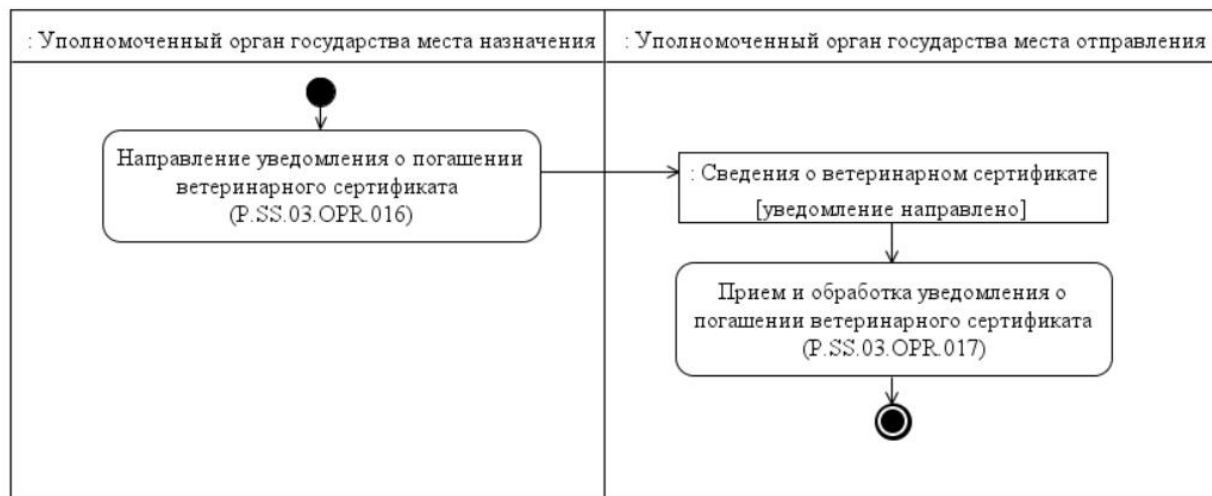 : Уполномоченный орган государства места назначения
: Уполномоченный орган государства места отправления
Направление уведомления о погашении
ветеринарного сертификата
(P.SS.03.OPR.016)
: Сведения о ветеринарном сертификате
[уведомление направлено]
Прием и обработка уведомления о
погашении ветеринарного сертификата
(P.SS.03.OPR.017)